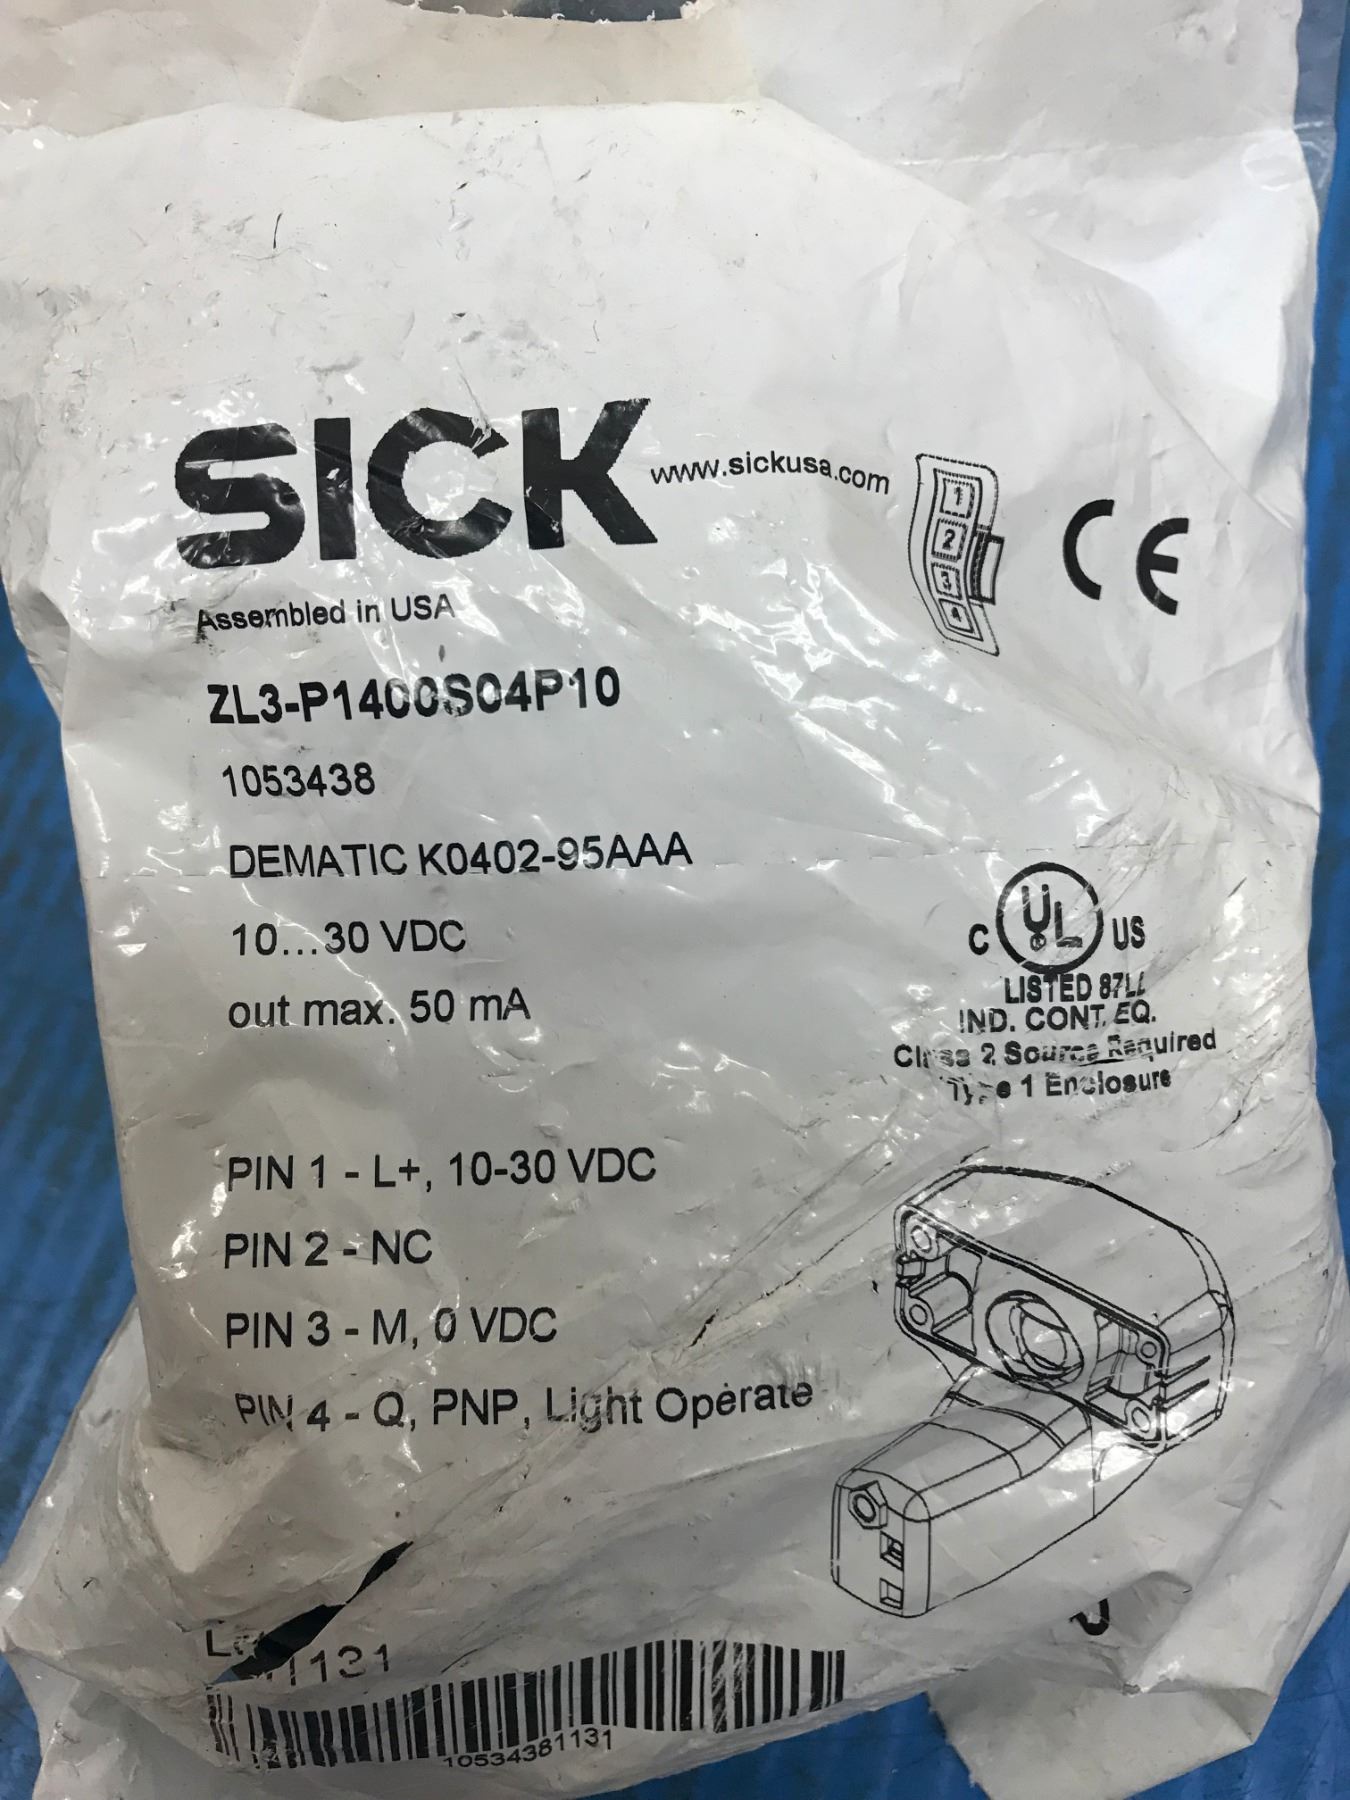 SICK
www.sickusa.com
1
2
3
4
CE
Assembled in USA
ZL3-P1400S04P10
1053438
DEMATIC K0402-95AAA
10...30 VDC
out max. 50 mA
C UL US
LISTED 87LL
IND. CONT. EQ.
Class 2 Source Required
Type 1 Enclosure
PIN 1 - L+, 10-30 VDC
PIN 2 - NC
PIN 3 - M, 0 VDC
PIN 4 - Q, PNP, Light Operate
1131
10534381131